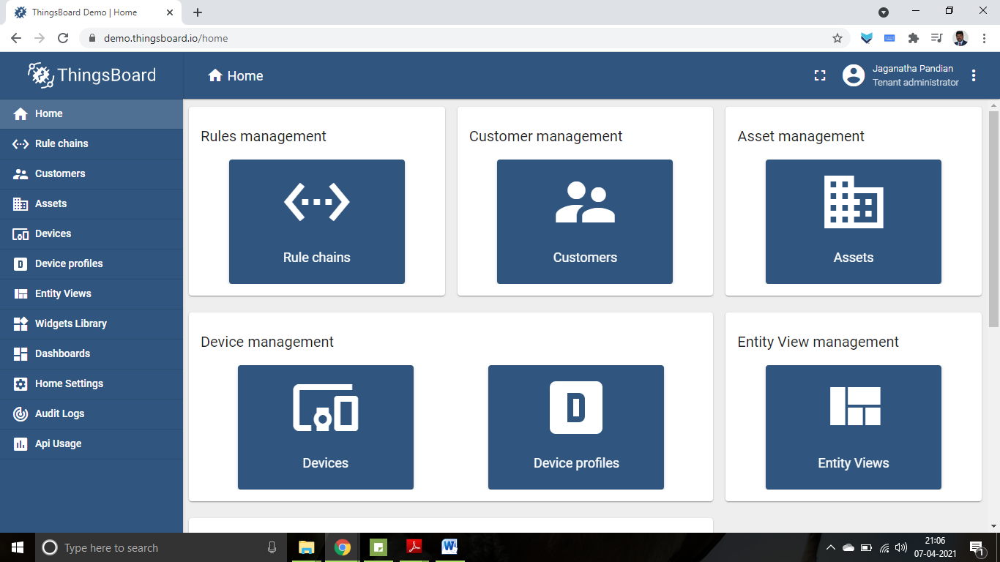 ThingsBoard Demo | Home
demo.thingsboard.io/home
ThingsBoard
Home
Jaganatha Pandian
Tenant administrator
Home
Rule chains
Customers
Assets
Devices
Device profiles
Entity Views
Widgets Library
Dashboards
Home Settings
Audit Logs
Api Usage
Rules management
Rule chains
Customer management
Customers
Asset management
Assets
Device management
Devices
D
Device profiles
Entity View management
Entity Views
Type here to search
21:06
07-04-2021
1